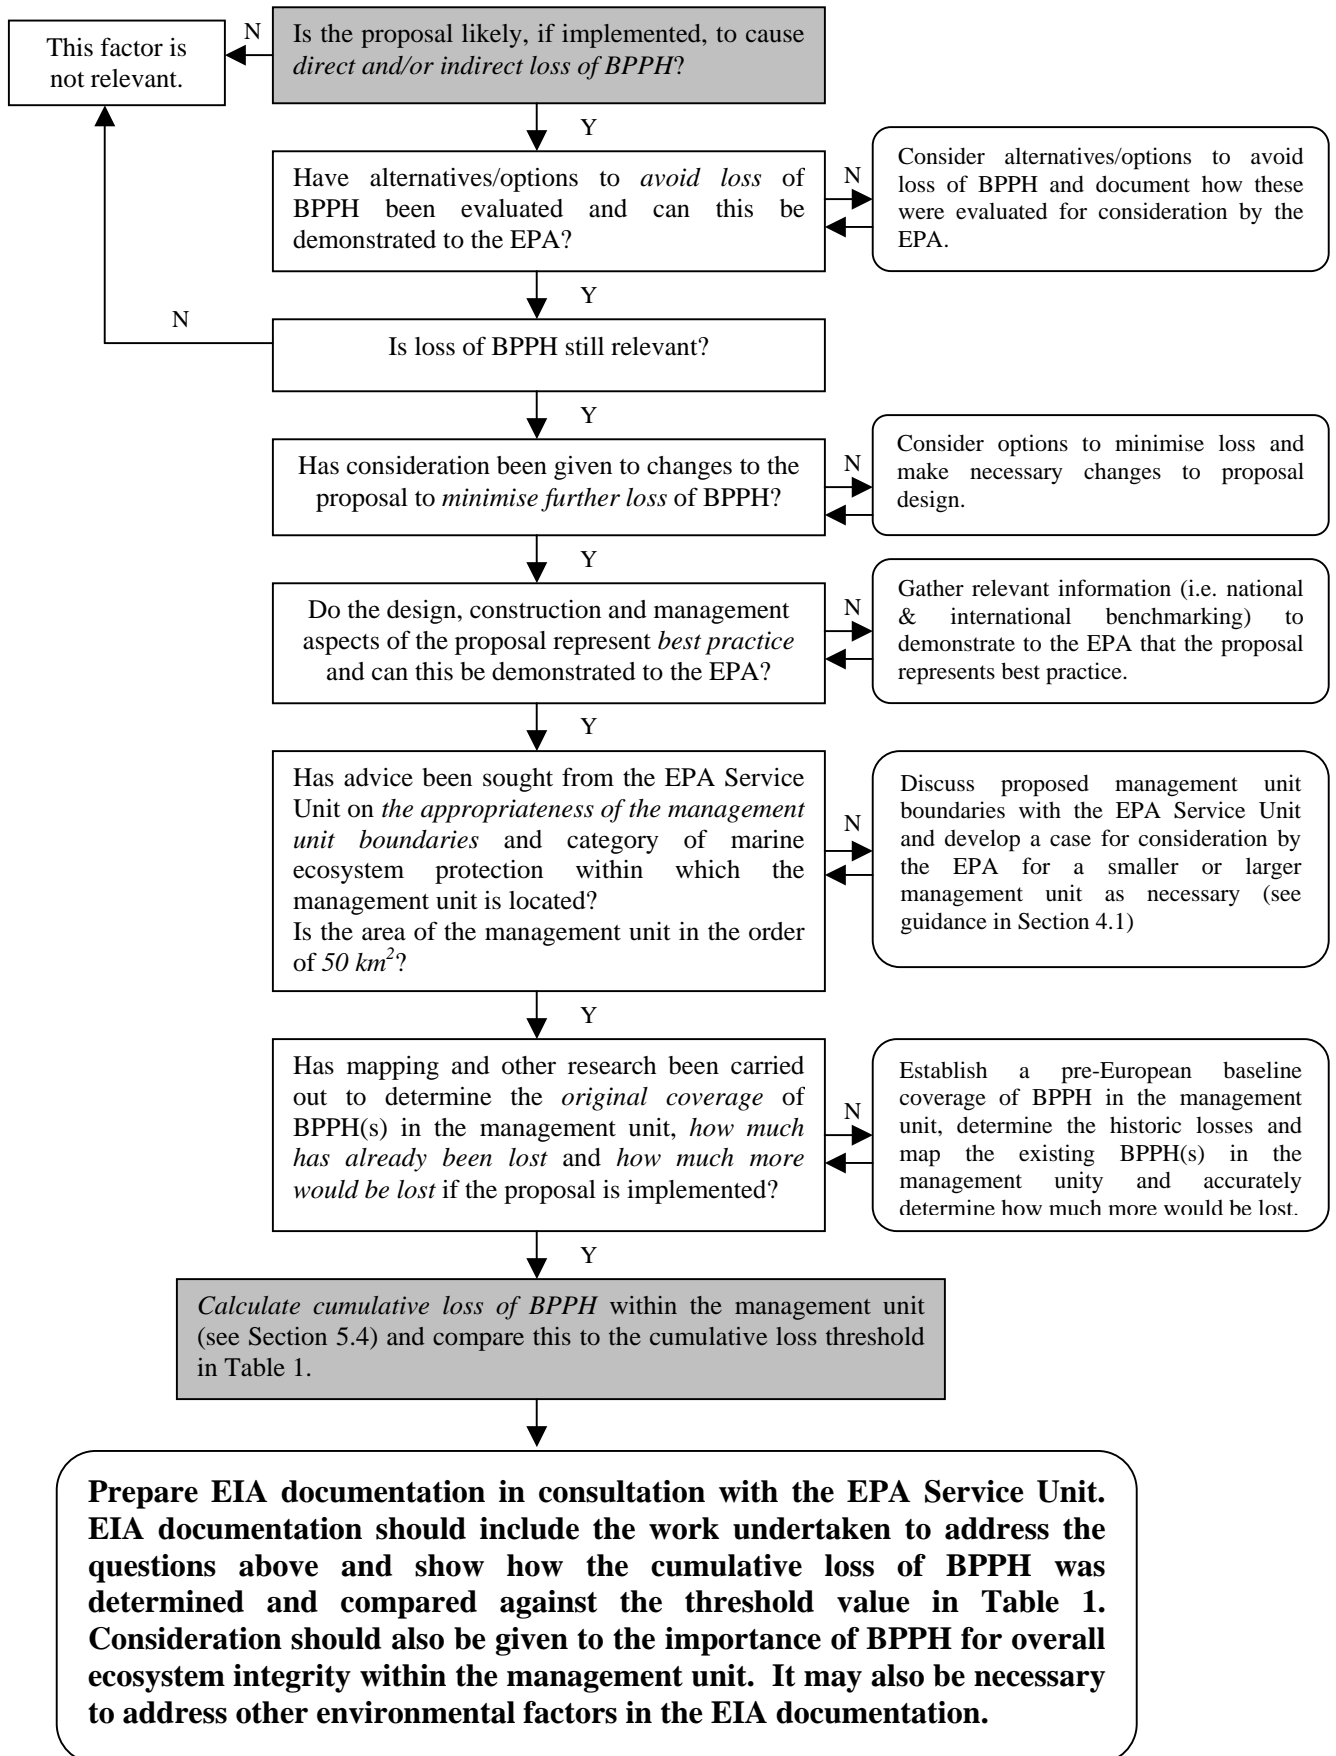 This factor is
not relevant.
N
Is the proposal likely, if implemented, to cause
direct and/or indirect loss of BPPH?
Y
Have alternatives/options to avoid loss of
BPPH been evaluated and can this be
demonstrated to the EPA?
N
Consider alternatives/options to avoid
loss of BPPH and document how these
were evaluated for consideration by the
EPA.
Y
N
Is loss of BPPH still relevant?
Y
Has consideration been given to changes to the
proposal to minimise further loss of BPPH?
N
Consider options to minimise loss and
make necessary changes to proposal
design.
Y
Do the design, construction and management
aspects of the proposal represent best practice
and can this be demonstrated to the EPA?
N
Gather relevant information (i.e. national
& international benchmarking) to
demonstrate to the EPA that the proposal
represents best practice.
Y
Has advice been sought from the EPA Service
Unit on the appropriateness of the management
unit boundaries and category of marine
ecosystem protection within which the
management unit is located?
Is the area of the management unit in the order
of 50 km²?
N
Discuss proposed management unit
boundaries with the EPA Service Unit
and develop a case for consideration by
the EPA for a smaller or larger
management unit as necessary (see
guidance in Section 4.1)
Y
Has mapping and other research been carried
out to determine the original coverage of
BPPH(s) in the management unit, how much
has already been lost and how much more
would be lost if the proposal is implemented?
N
Establish a pre-European baseline
coverage of BPPH in the management
unit, determine the historic losses and
map the existing BPPH(s) in the
management unity and accurately
determine how much more would be lost.
Y
Calculate cumulative loss of BPPH within the management unit
(see Section 5.4) and compare this to the cumulative loss threshold
in Table 1.
Prepare EIA documentation in consultation with the EPA Service Unit.
EIA documentation should include the work undertaken to address the
questions above and show how the cumulative loss of BPPH was
determined and compared against the threshold value in Table 1.
Consideration should also be given to the importance of BPPH for overall
ecosystem integrity within the management unit.  It may also be necessary
to address other environmental factors in the EIA documentation.